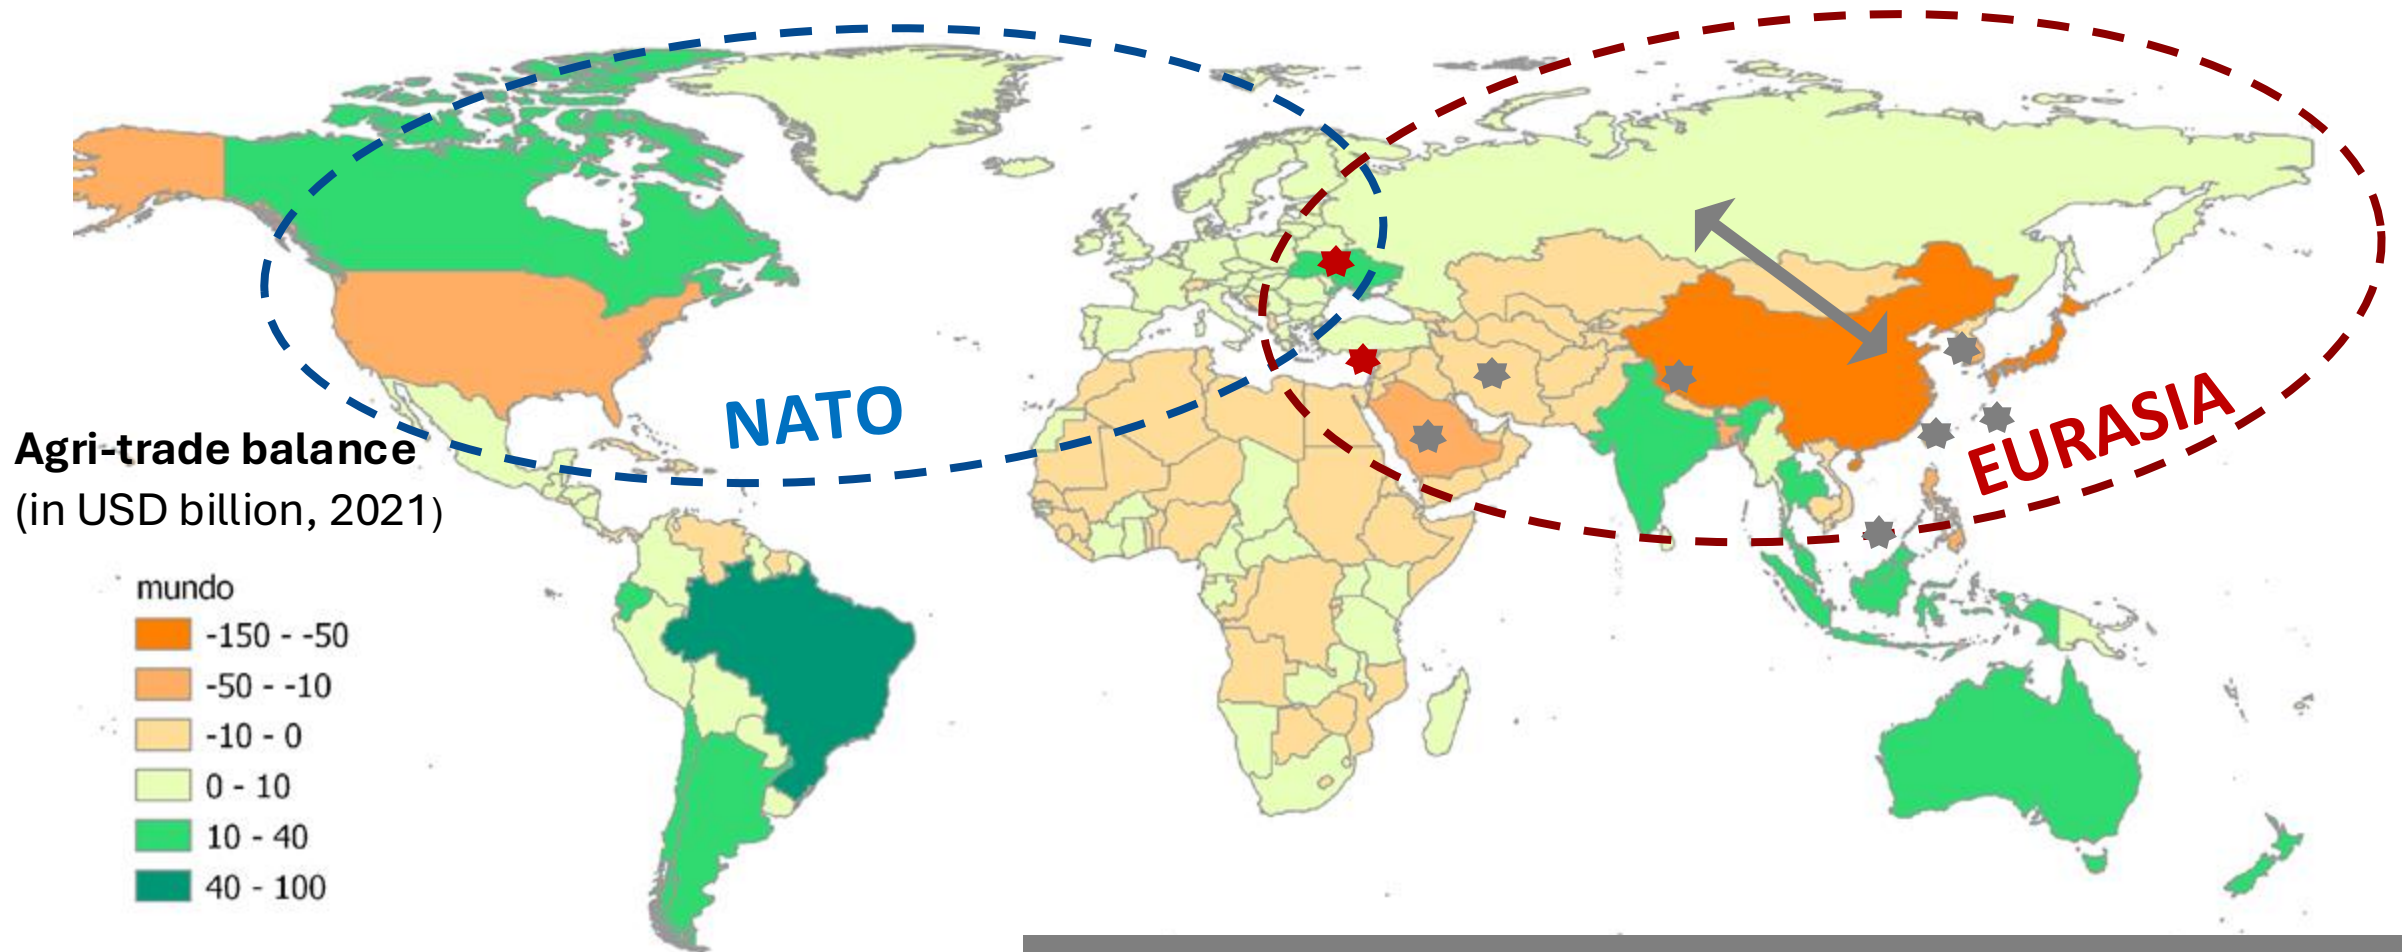 NATO
EURASIA
Agri-trade balance
(in USD billion, 2021)
mundo
-150 - -50
-50 - -10
-10 - 0
0 - 10
10 - 40
40 - 100